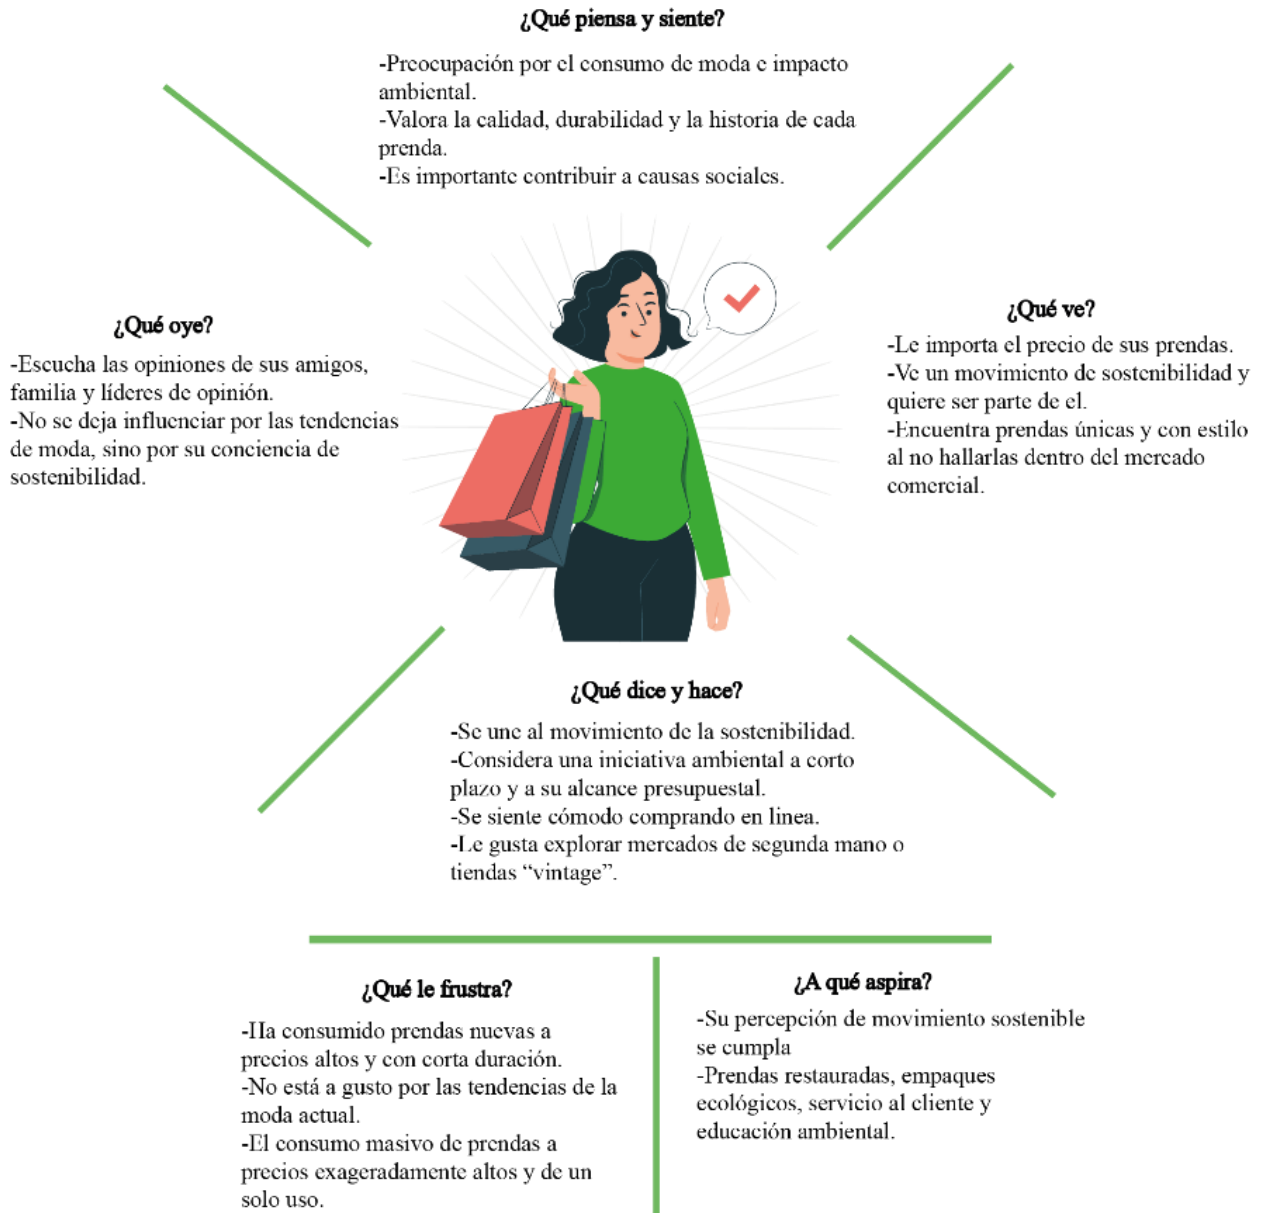 ¿Qué piensa y siente?
-Preocupación por el consumo de moda e impacto
ambiental.
-Valora la calidad, durabilidad y la historia de cada
prenda.
-Es importante contribuir a causas sociales.
¿Qué oye?
-Escucha las opiniones de sus amigos,
familia y líderes de opinión.
-No se deja influenciar por las tendencias
de moda, sino por su conciencia de
sostenibilidad.
¿Qué ve?
-Le importa el precio de sus prendas.
-Ve un movimiento de sostenibilidad y
quiere ser parte de el.
-Encuentra prendas únicas y con estilo
al no hallarlas dentro del mercado
comercial.
¿Qué dice y hace?
-Se une al movimiento de la sostenibilidad.
-Considera una iniciativa ambiental a corto
plazo y a su alcance presupuestal.
-Se siente cómodo comprando en linea.
-Le gusta explorar mercados de segunda mano o
tiendas “vintage”.
¿Qué le frustra?
-Ha consumido prendas nuevas a
precios altos y con corta duración.
-No está a gusto por las tendencias de la
moda actual.
-El consumo masivo de prendas a
precios exageradamente altos y de un
solo uso.
¿A qué aspira?
-Su percepción de movimiento sostenible
se cumpla
-Prendas restauradas, empaques
ecológicos, servicio al cliente y
educación ambiental.